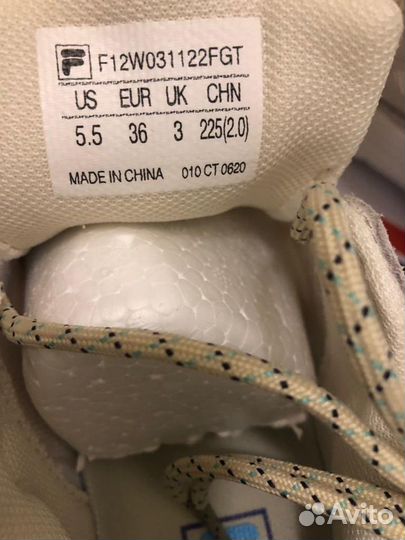 F F12W031122FGT
US EUR UK CHN
5.5 36 3 225(2.0)
MADE IN CHINA 010 CT 0620
Avito